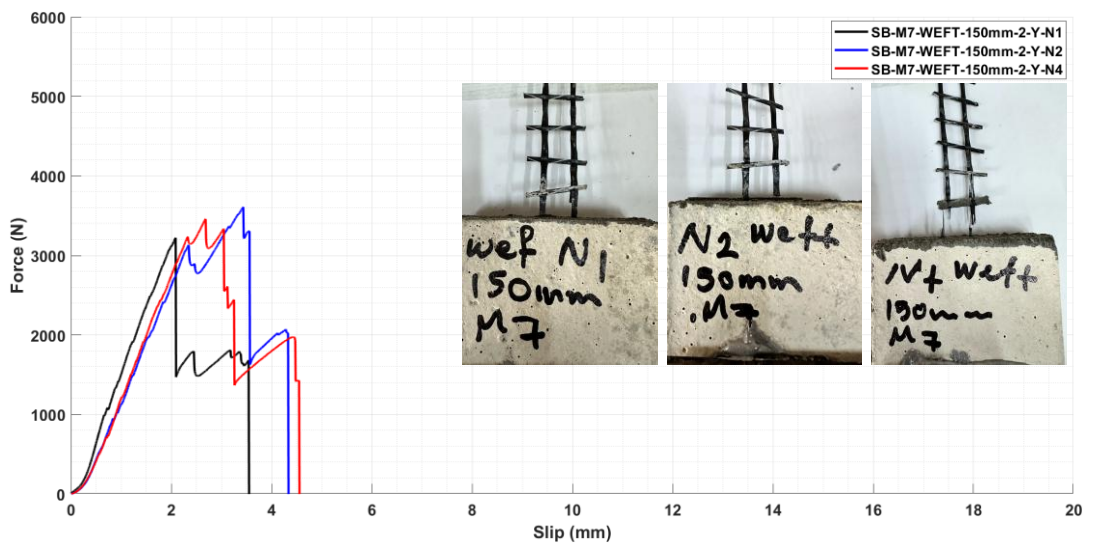 6000
5000
4000
3000
2000
1000
0
Force (N)
0 2 4 6 8 10 12 14 16 18 20
Slip (mm)
SB-M7-WEFT-150mm-2-Y-N1
SB-M7-WEFT-150mm-2-Y-N2
SB-M7-WEFT-150mm-2-Y-N4
wef N1
150mm
M7
N2 weft
150mm
.M7
N4 weft
150mm
M7